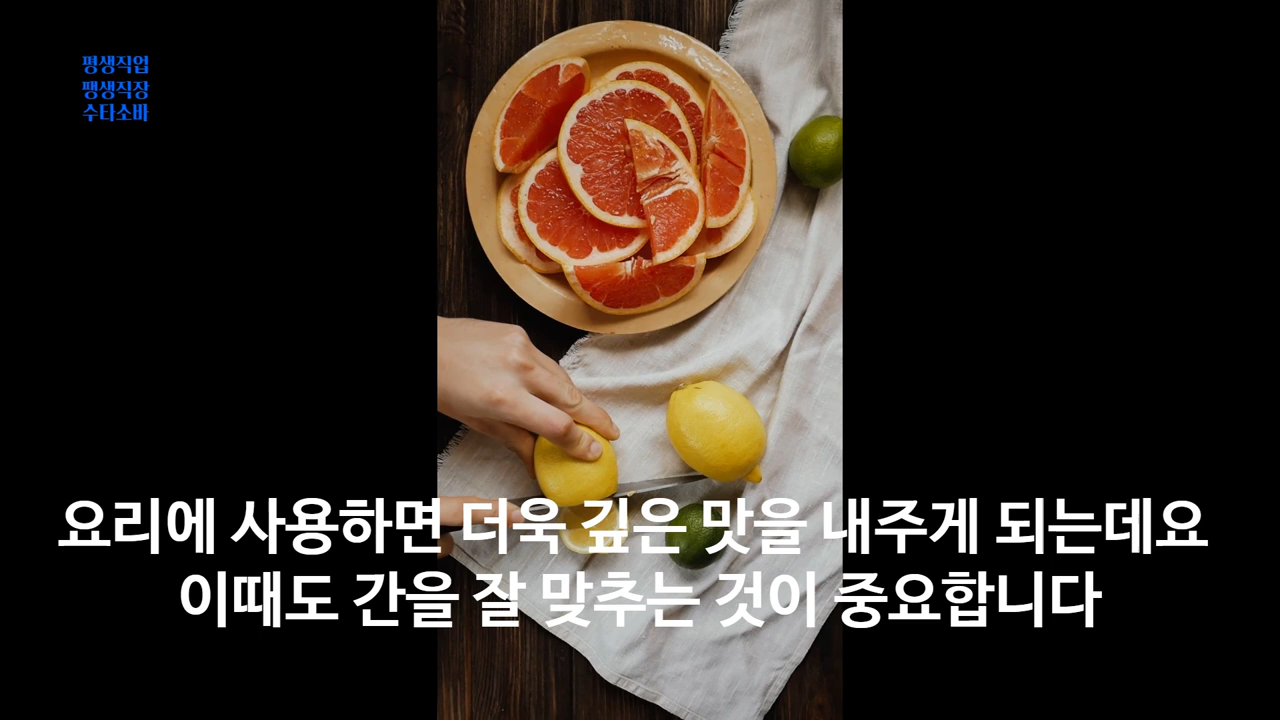 평생직업
평생직장
수타소바
요리에 사용하면 더욱 깊은 맛을 내주게 되는데요
이때도 간을 잘 맞추는 것이 중요합니다